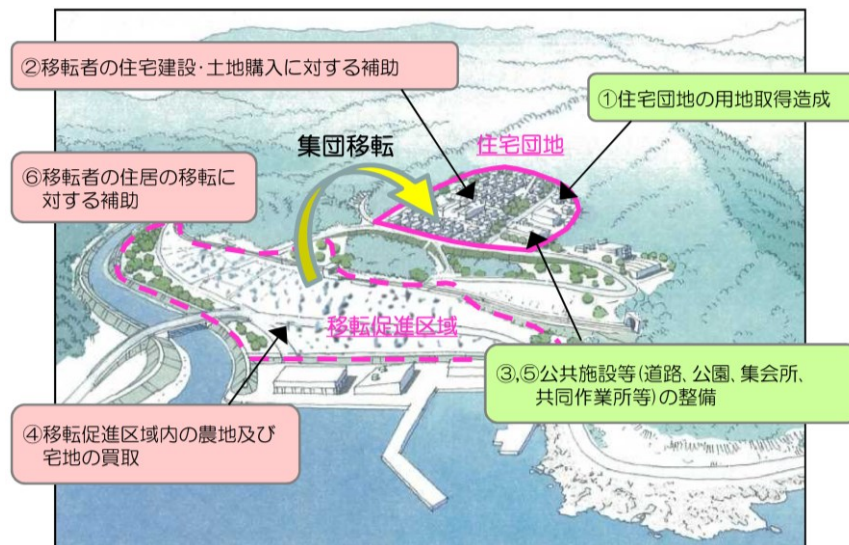 ②移転者の住宅建設･土地購入に対する補助
①住宅団地の用地取得造成
集団移転
住宅団地
⑥移転者の住居の移転に
対する補助
移転促進区域
③,⑤公共施設等(道路、公園、集会所、
共同作業所等)の整備
④移転促進区域内の農地及び
宅地の買取